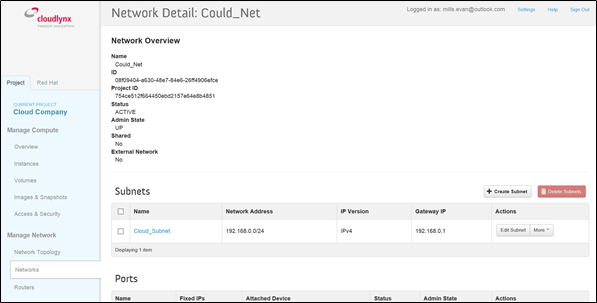 cloudlynx
Network Detail: Could_Net
Logged in as: mills.evan@outlook.com Settings Help Sign Out
Project Red Hat
CURRENT PROJECT
Cloud Company
Manage Compute
Overview
Instances
Volumes
Images & Snapshots
Access & Security
Manage Network
Network Topology
Networks
Routers
Network Overview
Name
Could_Net
ID
08f09404-a630-48e7-84e6-26ff4906efce
Project ID
754ce512f664450ebd2157e64e8b4851
Status
ACTIVE
Admin State
UP
Shared
No
External Network
No
Subnets
Create Subnet Delete Subnets
Name Network Address IP Version Gateway IP Actions
Cloud_Subnet 192.168.0.0/24 IPv4 192.168.0.1 Edit Subnet More
Displaying 1 item
Ports
Name Fixed IPs Attached Device Status Admin State Actions